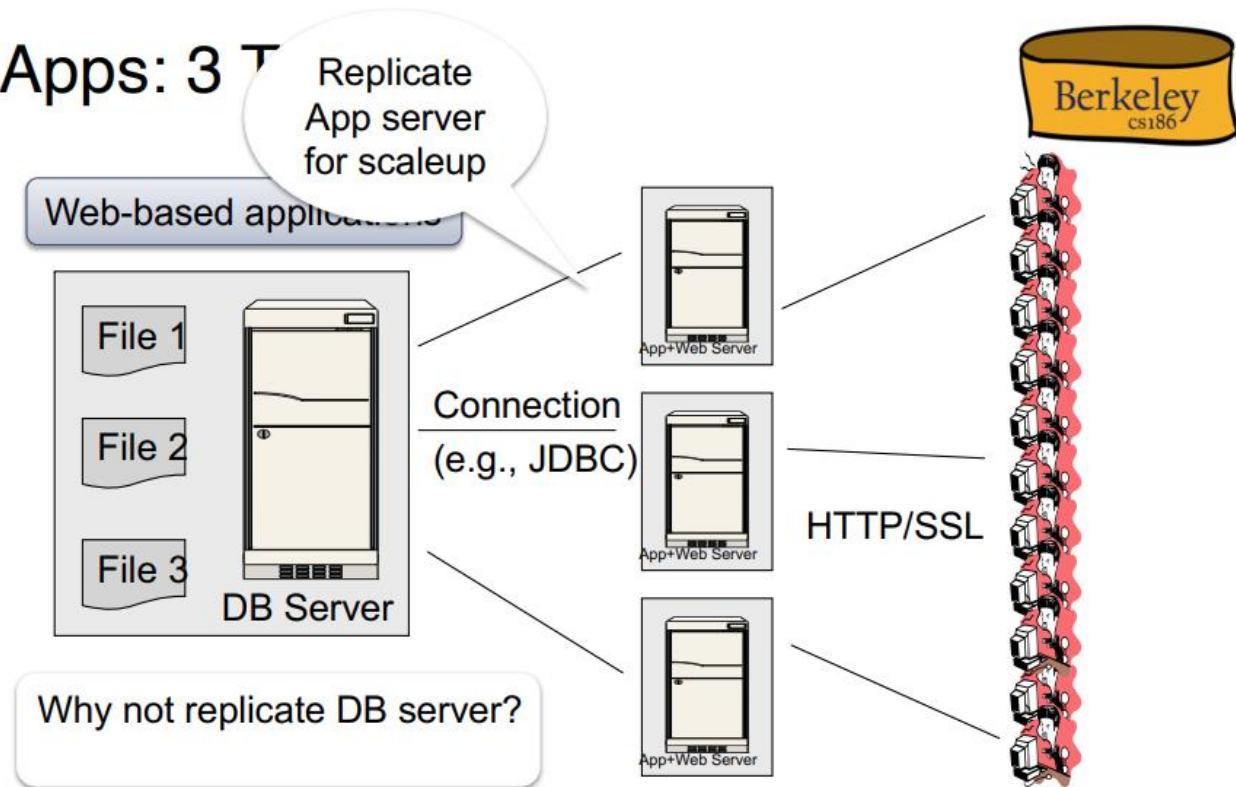 Apps: 3 T
Replicate
App server
for scaleup
Berkeley
cs186
Web-based applications
File 1
File 2
File 3
DB Server
Connection
(e.g., JDBC)
App+Web Server
App+Web Server
App+Web Server
HTTP/SSL
Why not replicate DB server?